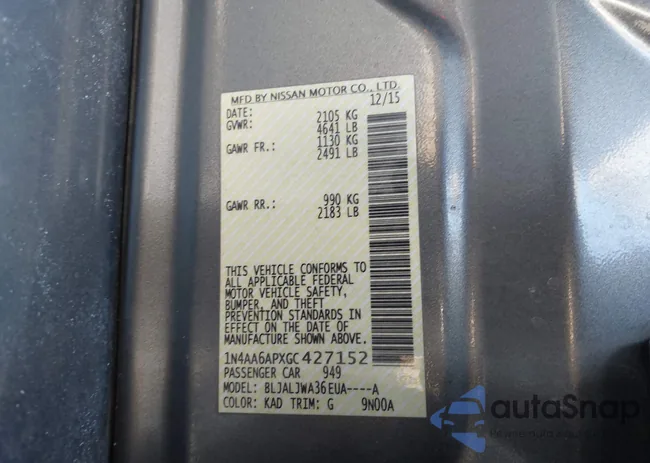 MFD BY NISSAN MOTOR CO., LTD.
DATE: 12/15
GVWR: 2105 KG
4641 LB
GAWR FR.: 1130 KG
2491 LB
GAWR RR.: 990 KG
2183 LB
THIS VEHICLE CONFORMS TO
ALL APPLICABLE FEDERAL
MOTOR VEHICLE SAFETY,
BUMPER, AND THEFT
PREVENTION STANDARDS IN
EFFECT ON THE DATE OF
MANUFACTURE SHOWN ABOVE.
1N4AA6APXGC427152
PASSENGER CAR 949
MODEL: BLJALJWA36EUA----A
COLOR: KAD TRIM: G 9N00A
autoSnap